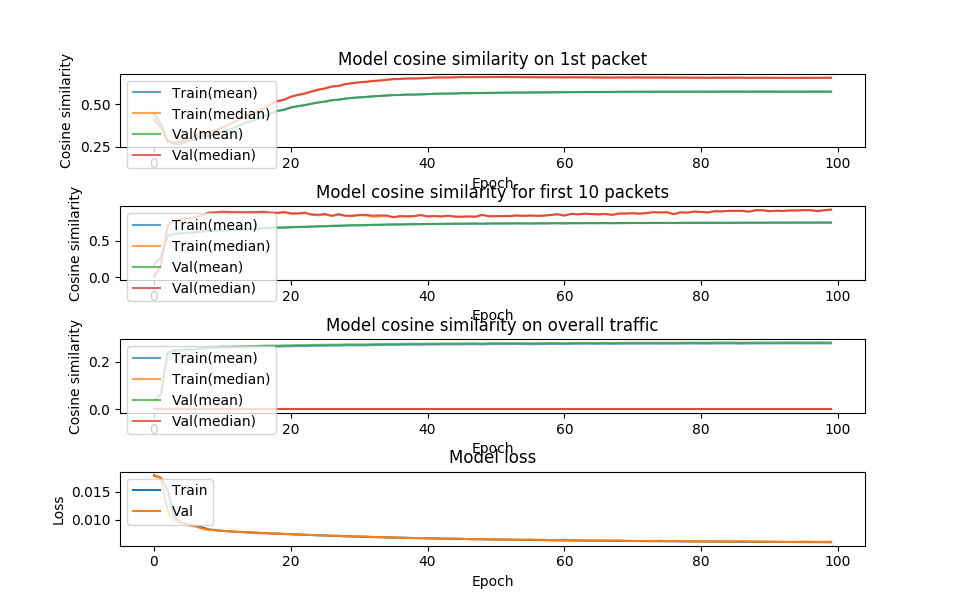 Model cosine similarity on 1st packet
Cosine similarity
0.50
0.25
Train(mean)
Train(median)
Val(mean)
Val(median)
0 20 40 60 80 100
Epoch
Model cosine similarity for first 10 packets
Cosine similarity
0.5
0.0
Train(mean)
Train(median)
Val(mean)
Val(median)
0 20 40 60 80 100
Epoch
Model cosine similarity on overall traffic
Cosine similarity
0.2
0.0
Train(mean)
Train(median)
Val(mean)
Val(median)
0 20 40 60 80 100
Epoch
Model loss
Loss
0.015
0.010
Train
Val
0 20 40 60 80 100
Epoch